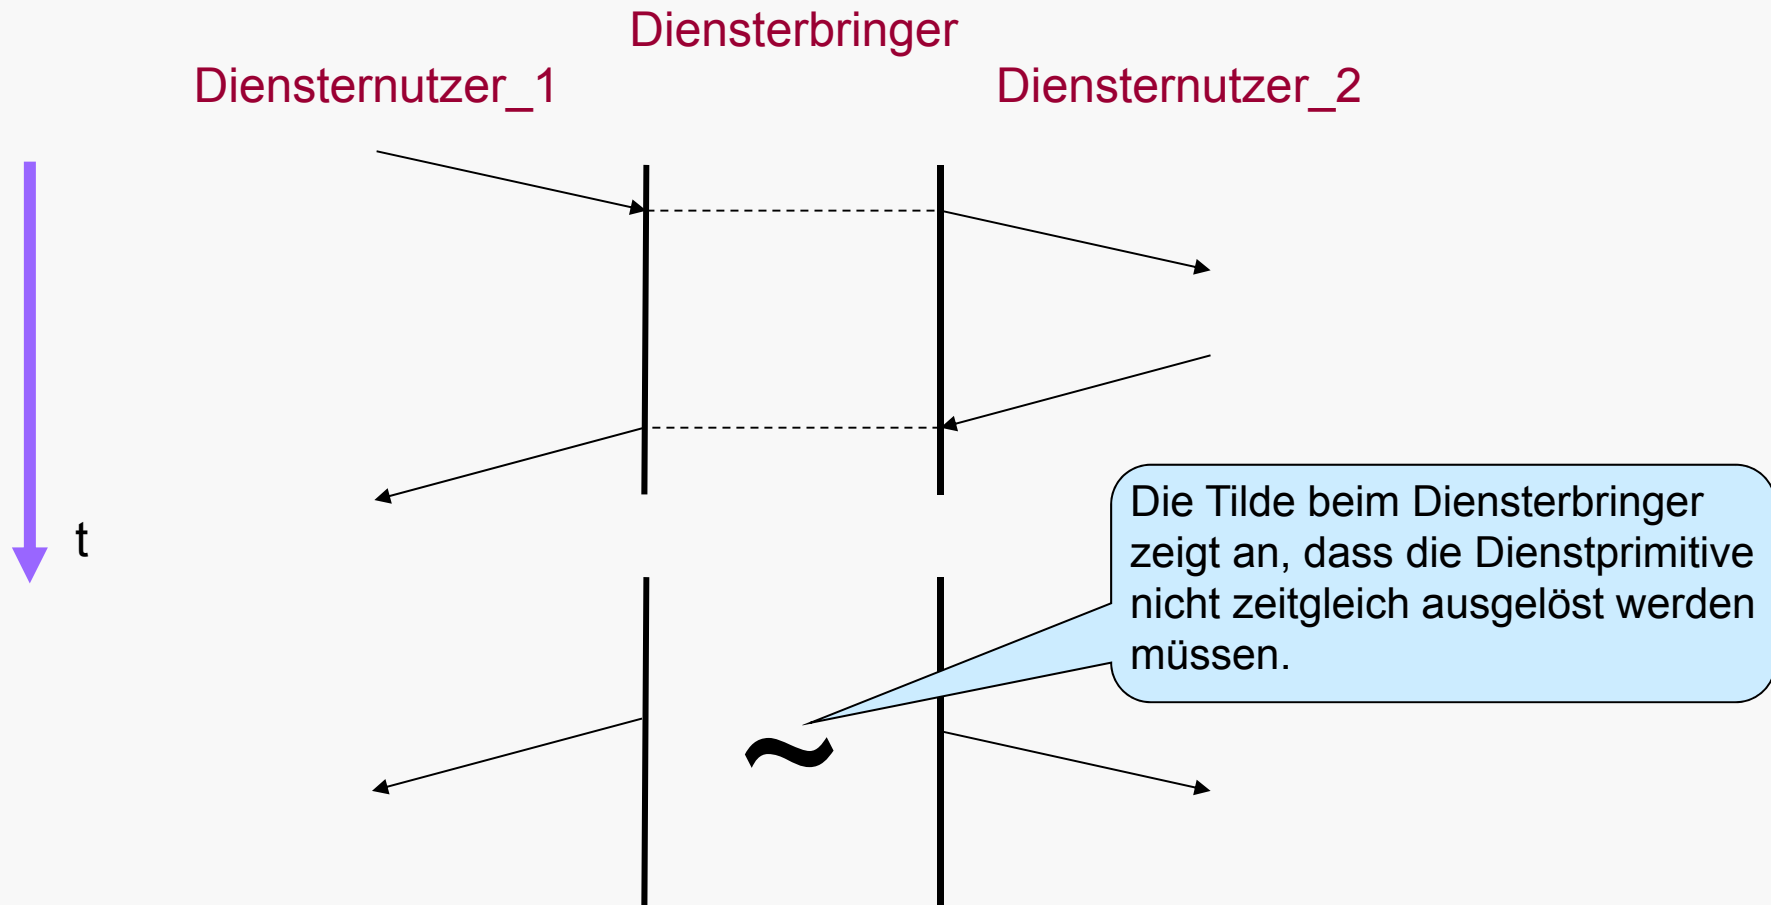 Diensterbringer
Diensternutzer_1
Diensternutzer_2
t
Die Tilde beim Diensterbringer
zeigt an, dass die Dienstprimitive
nicht zeitgleich ausgelöst werden
müssen.
~